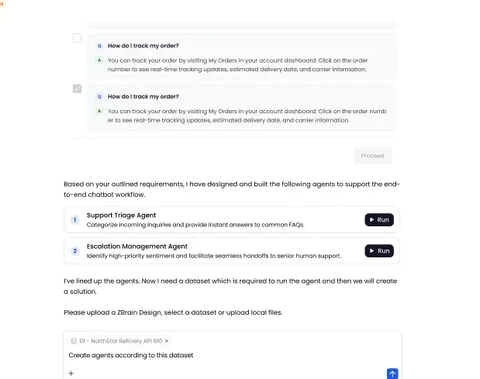 Q How do I track my order?
A You can track your order by visiting My Orders in your account dashboard. Click on the order
number to see real-time tracking updates, estimated delivery date, and carrier information.
Q How do I track my order?
A You can track your order by visiting My Orders in your account dashboard. Click on the order numb
er to see real-time tracking updates, estimated delivery date, and carrier information.
Proceed
Based on your outlined requirements, I have designed and built the following agents to support the end-
to-end chatbot workflow.
1 Support Triage Agent
Categorize incoming Inquiries and provide instant answers to common FAQs.
Run
2 Escalation Management Agent
Identify high-priority sentiment and facilitate seamless handoffs to senior human support.
Run
I've lined up the agents. Now I need a dataset which is required to run the agent and then we will create
a solution.
Please upload a ZBrain Design, select a dataset or upload local files.
01 - NorthStar Refinery API 610 ×
Create agents according to this dataset